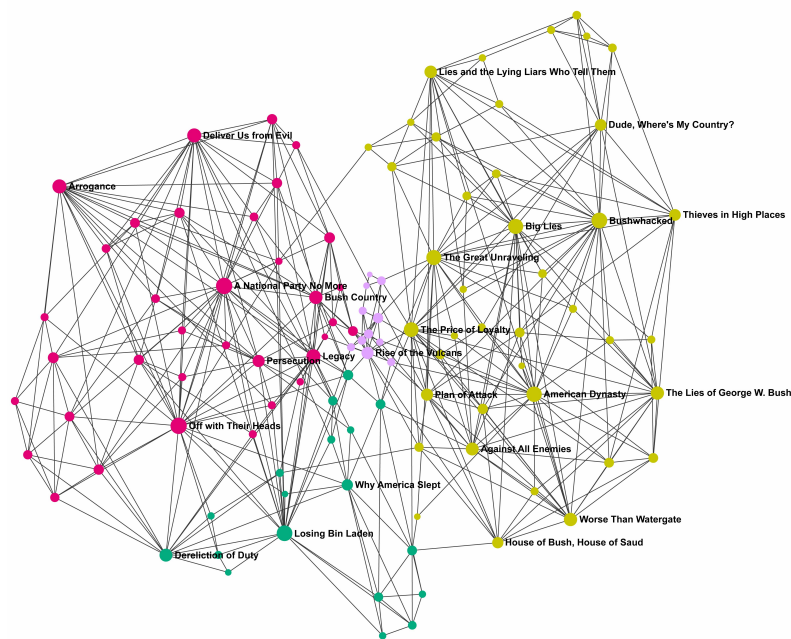 Lies and the Lying Liars Who Tell Them
Dude, Where's My Country?
Deliver Us from Evil
Arrogance
Thieves in High Places
Bushwhacked
Big Lies
The Great Unraveling
A National Party No More
Bush Country
The Price of Loyalty
Rise of the Vulcans
Legacy
Persecution
The Lies of George W. Bush
Plan of Attack
American Dynasty
Off with Their Heads
Against All Enemies
Why America Slept
Worse Than Watergate
Losing Bin Laden
House of Bush, House of Saud
Dereliction of Duty